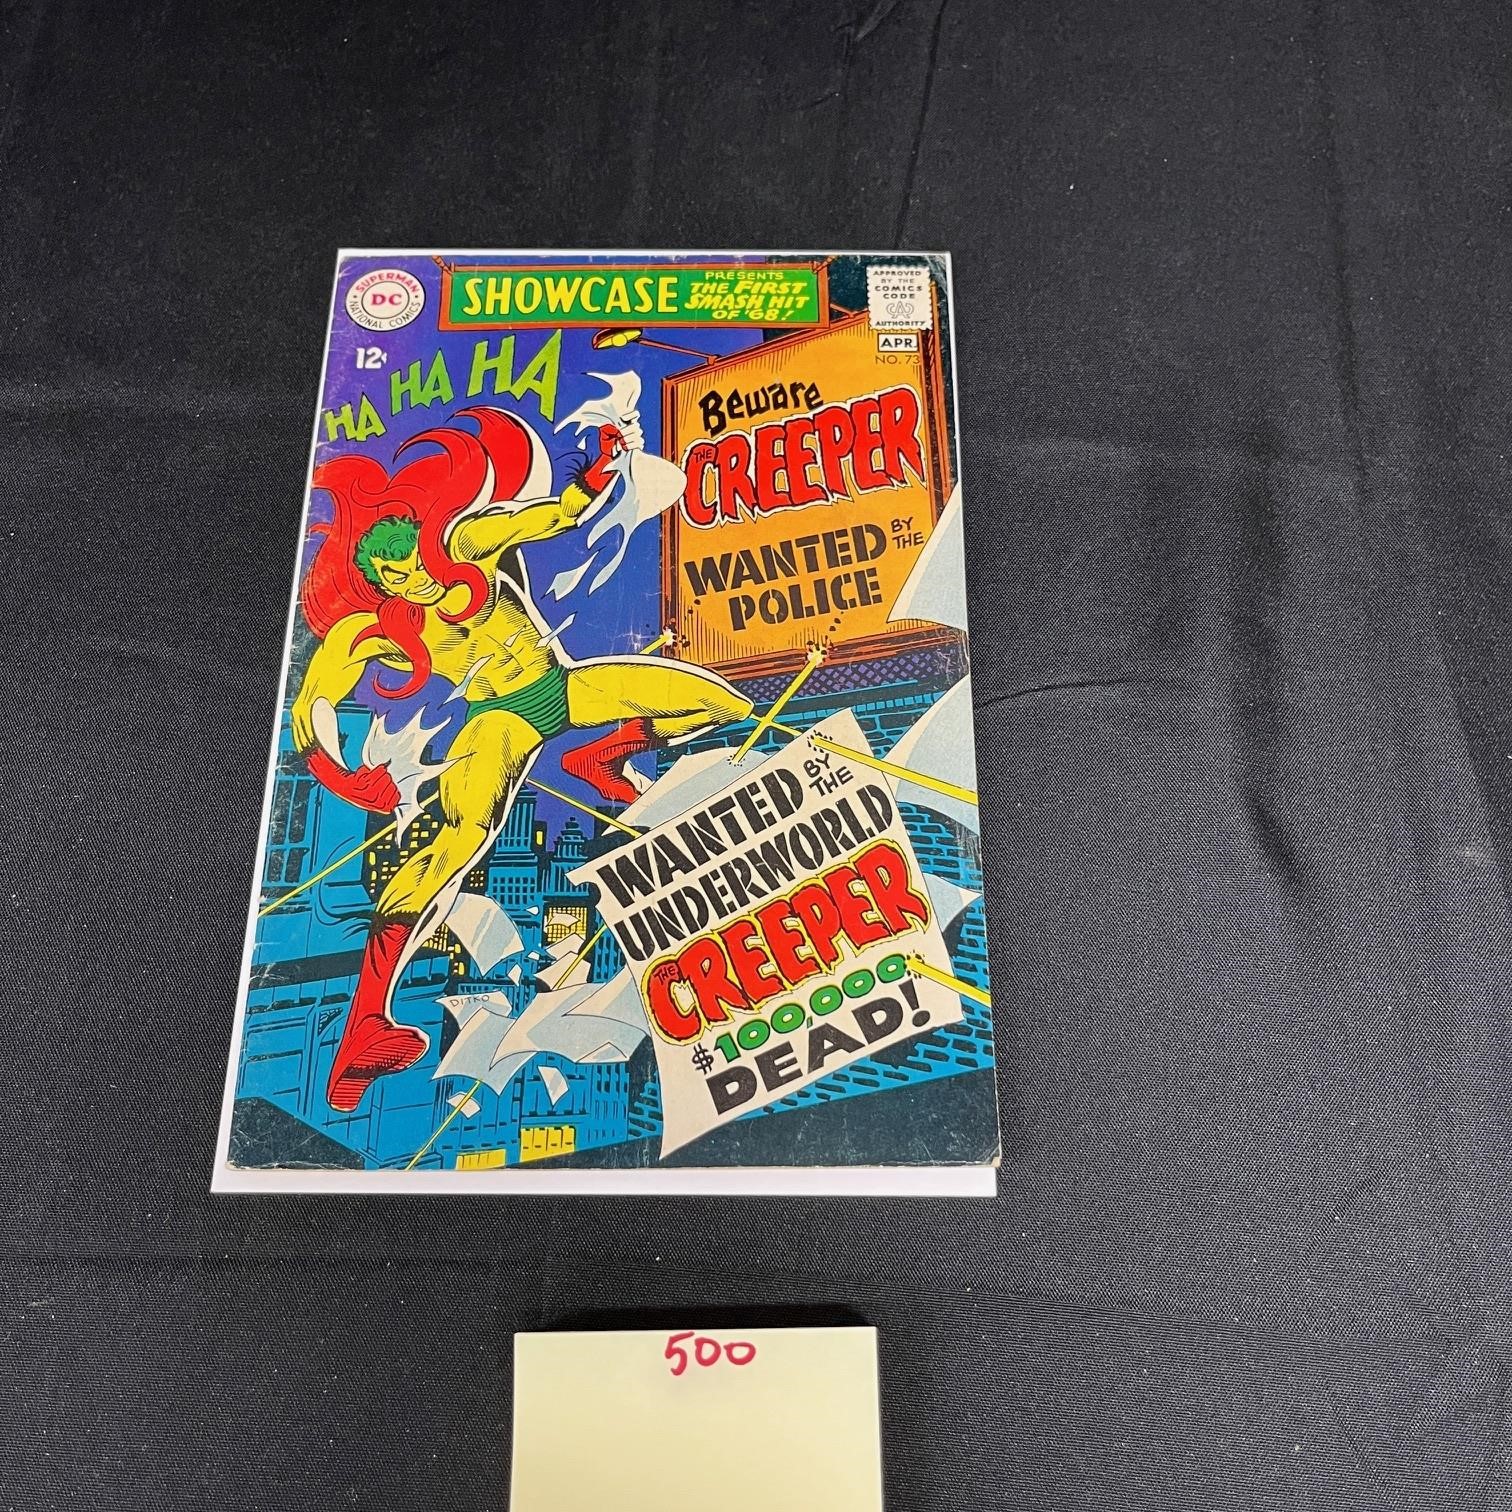 SUPERMAN
DC
NATIONAL COMICS
SHOWCASE
PRESENTS
THE FIRST
SMASH HIT
OF '68!
APPROVED
BY THE
COMICS
CODE
AUTHORITY
APR.
NO. 73
12¢
HA HA HA
Beware
THE CREEPER
WANTED BY THE
POLICE
WANTED BY THE
UNDERWORLD
THE CREEPER
$100,000
DEAD!
DITKO
500